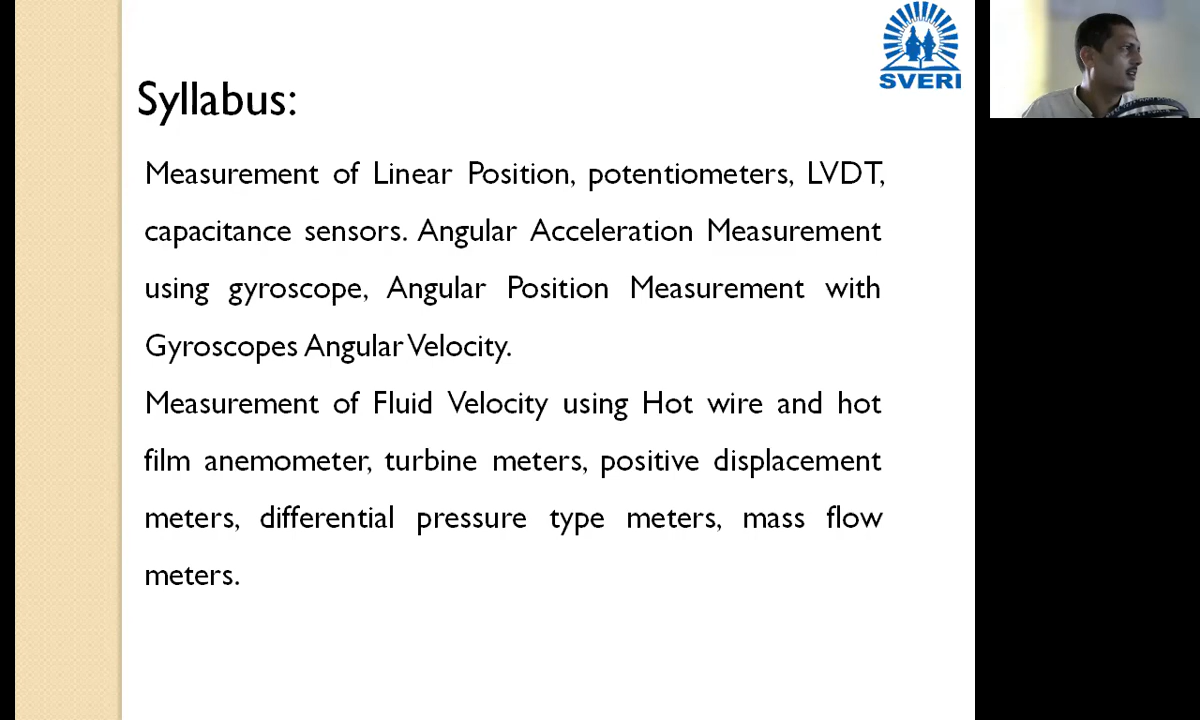 SVERI
Syllabus:
Measurement of Linear Position, potentiometers, LVDT,
capacitance sensors. Angular Acceleration Measurement
using gyroscope, Angular Position Measurement with
Gyroscopes Angular Velocity.
Measurement of Fluid Velocity using Hot wire and hot
film anemometer, turbine meters, positive displacement
meters, differential pressure type meters, mass flow
meters.